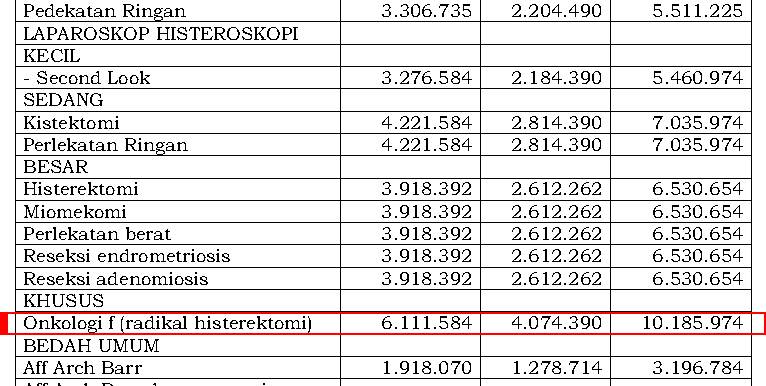 Pedekatan Ringan 3.306.735 2.204.490 5.511.225
LAPAROSKOP HISTEROSKOPI
KECIL
- Second Look 3.276.584 2.184.390 5.460.974
SEDANG
Kistektomi 4.221.584 2.814.390 7.035.974
Perlekatan Ringan 4.221.584 2.814.390 7.035.974
BESAR
Histerektomi 3.918.392 2.612.262 6.530.654
Miomekomi 3.918.392 2.612.262 6.530.654
Perlekatan berat 3.918.392 2.612.262 6.530.654
Reseksi endrometriosis 3.918.392 2.612.262 6.530.654
Reseksi adenomiosis 3.918.392 2.612.262 6.530.654
KHUSUS
Onkologi f (radikal histerektomi) 6.111.584 4.074.390 10.185.974
BEDAH UMUM
Aff Arch Barr 1.918.070 1.278.714 3.196.784